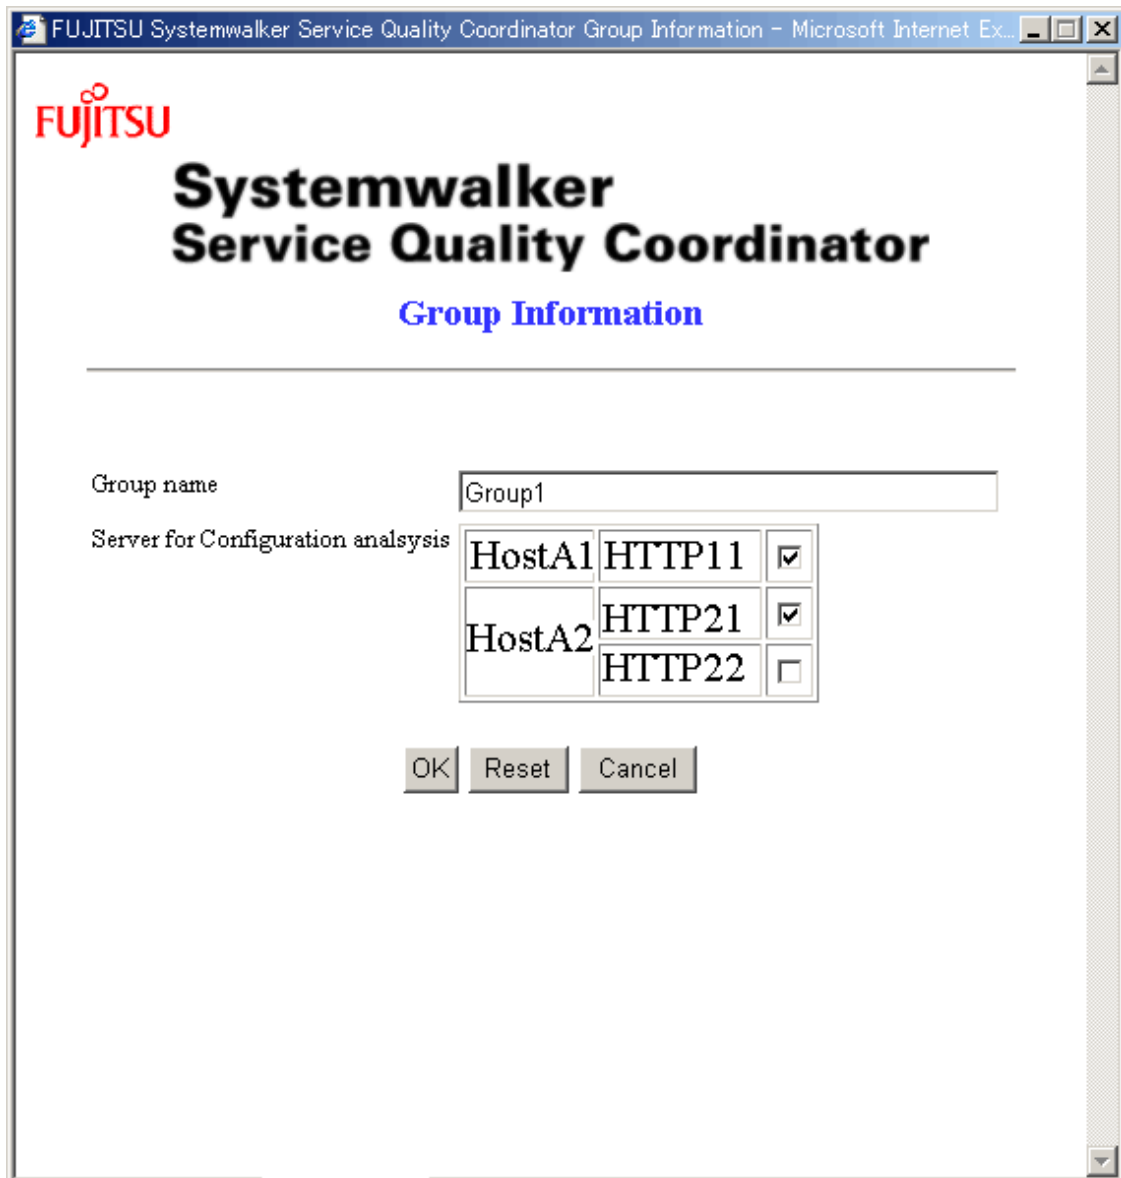 FUJITSU Systemwalker Service Quality Coordinator Group Information - Microsoft Internet Ex...
FUJITSU
Systemwalker
Service Quality Coordinator
Group Information
Group name
Group1
Server for Configuration analsysis
HostA1 HTTP11
HostA2 HTTP21
HTTP22
OK Reset Cancel